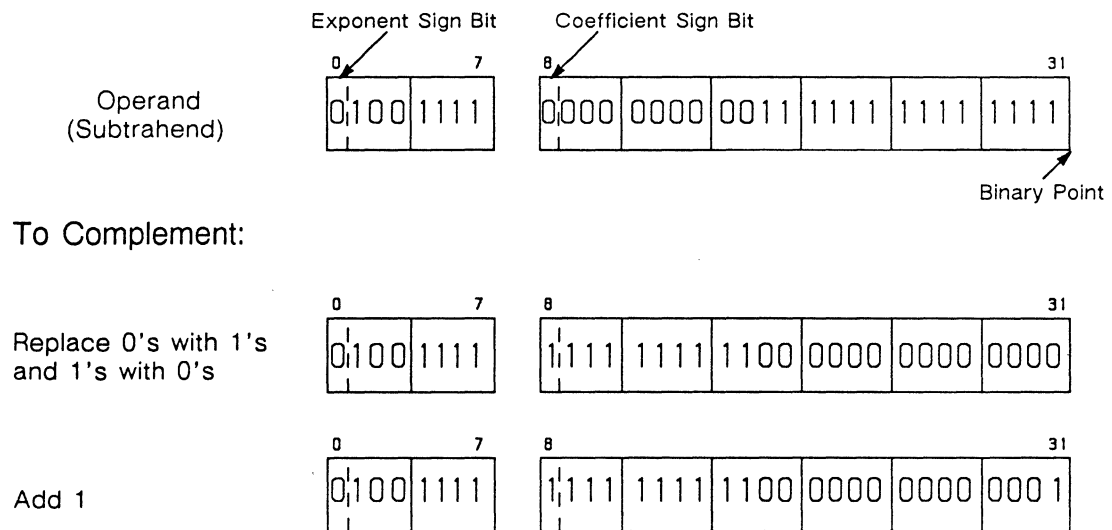 Exponent Sign Bit Coefficient Sign Bit
0 7 8 31
Operand
(Subtrahend)
0100 1111 0000 0000 0011 1111 1111 1111
Binary Point
To Complement:
0 7 8 31
Replace 0's with 1's
and 1's with 0's
0100 1111 1111 1111 1100 0000 0000 0000
0 7 8 31
Add 1
0100 1111 1111 1111 1100 0000 0000 0001